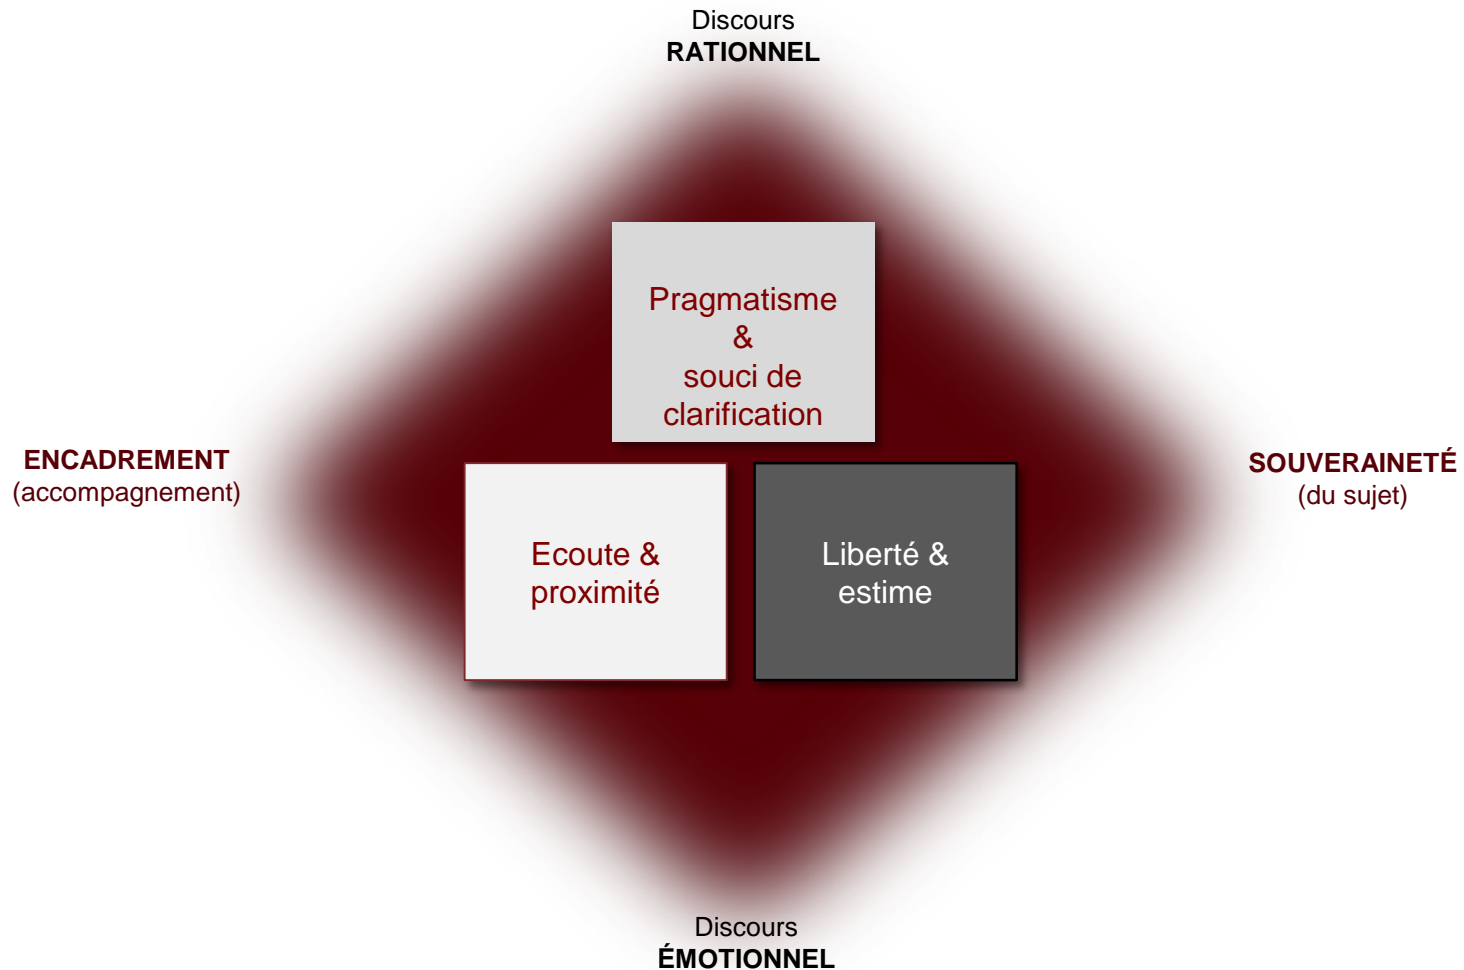 Discours
RATIONNEL
Pragmatisme
&
souci de
clarification
ENCADREMENT
(accompagnement)
SOUVERAINETÉ
(du sujet)
Ecoute &
proximité
Liberté &
estime
Discours
ÉMOTIONNEL